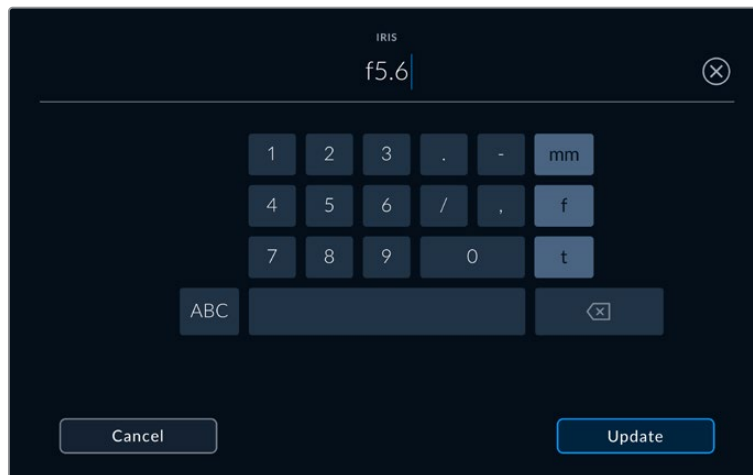 IRIS
f5.6
1 2 3 . - mm
4 5 6 / , f
7 8 9 0 t
ABC
Cancel Update